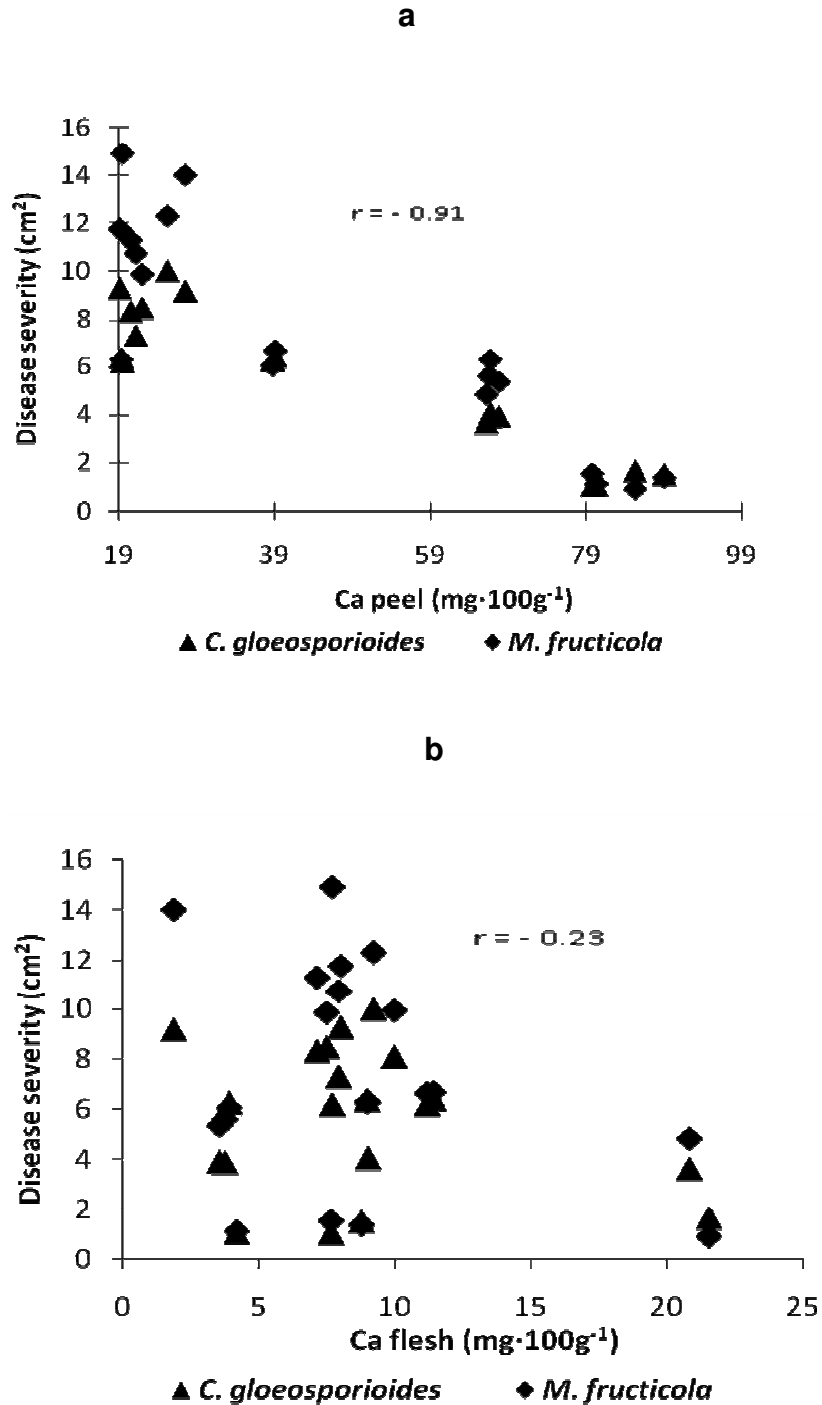 a
16
14
12
10
8
6
4
2
0
Disease severity (cm²)
r = - 0.91
19 39 59 79 99
Ca peel (mg·100g⁻¹)
C. gloeosporioides M. fructicola
b
16
14
12
10
8
6
4
2
0
Disease severity (cm²)
r = - 0.23
0 5 10 15 20 25
Ca flesh (mg·100g⁻¹)
C. gloeosporioides M. fructicola